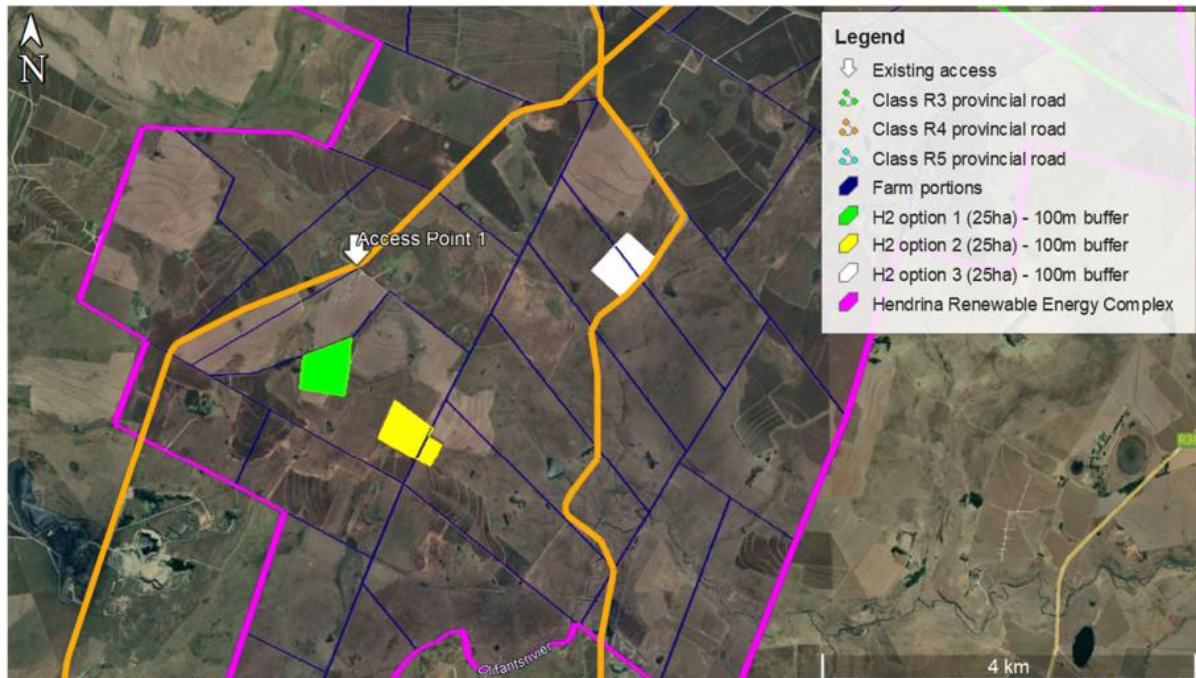 N
Legend
Existing access
Class R3 provincial road
Class R4 provincial road
Class R5 provincial road
Farm portions
H2 option 1 (25ha) - 100m buffer
H2 option 2 (25ha) - 100m buffer
H2 option 3 (25ha) - 100m buffer
Hendrina Renewable Energy Complex
Access Point 1
Olifantsrivier
4 km